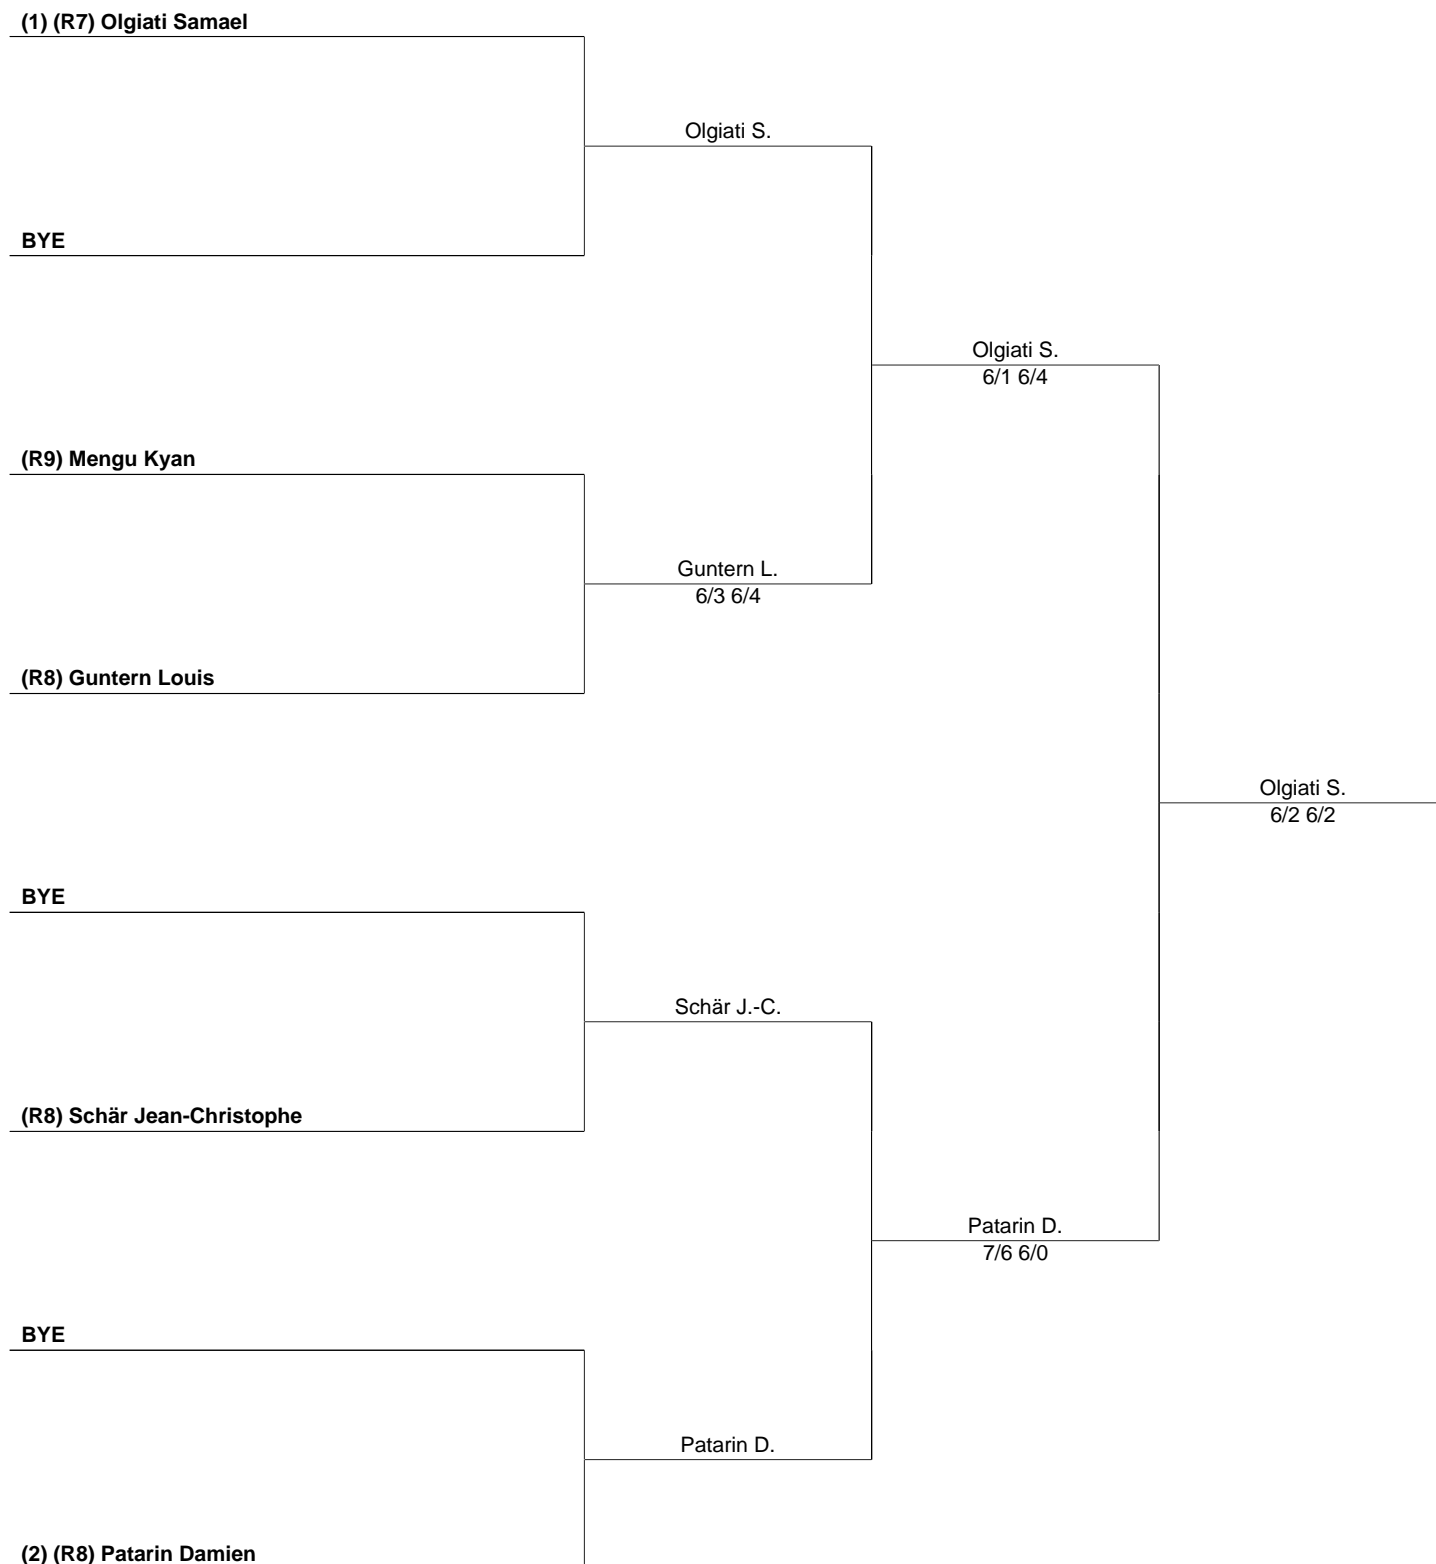 (1) (R7) Olgiati Samael
Olgiati S.
BYE
Olgiati S.
6/1 6/4
(R9) Mengu Kyan
Guntern L.
6/3 6/4
(R8) Guntern Louis
Olgiati S.
6/2 6/2
BYE
Schär J.-C.
(R8) Schär Jean-Christophe
Patarin D.
7/6 6/0
BYE
Patarin D.
(2) (R8) Patarin Damien